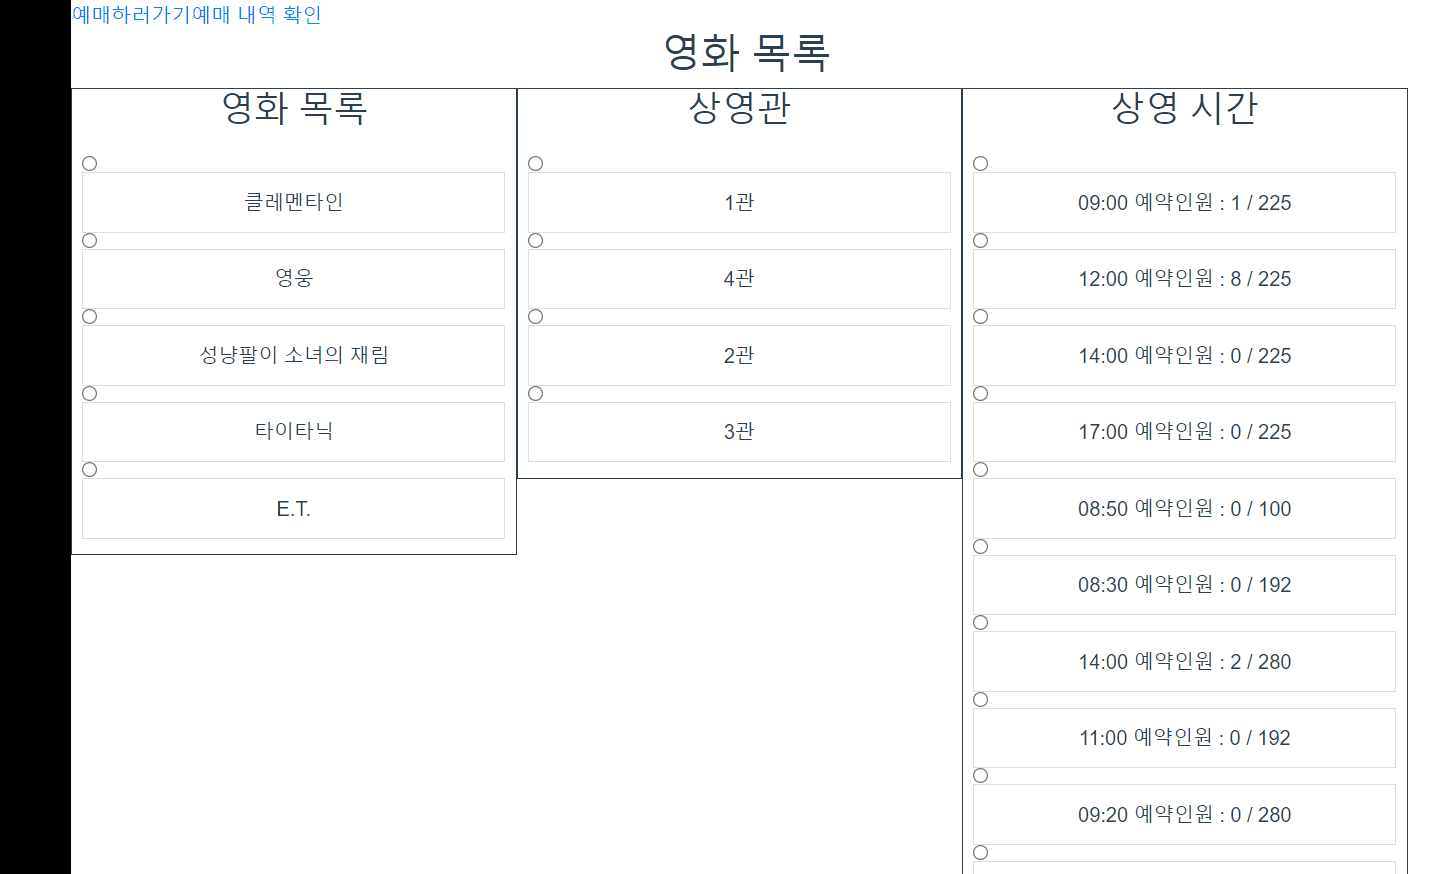 예매하러가기예매 내역 확인
영화 목록
영화 목록
클레멘타인
영웅
성냥팔이 소녀의 재림
타이타닉
E.T.
상영관
1관
4관
2관
3관
상영 시간
09:00 예약인원 : 1 / 225
12:00 예약인원 : 8 / 225
14:00 예약인원 : 0 / 225
17:00 예약인원 : 0 / 225
08:50 예약인원 : 0 / 100
08:30 예약인원 : 0 / 192
14:00 예약인원 : 2 / 280
11:00 예약인원 : 0 / 192
09:20 예약인원 : 0 / 280